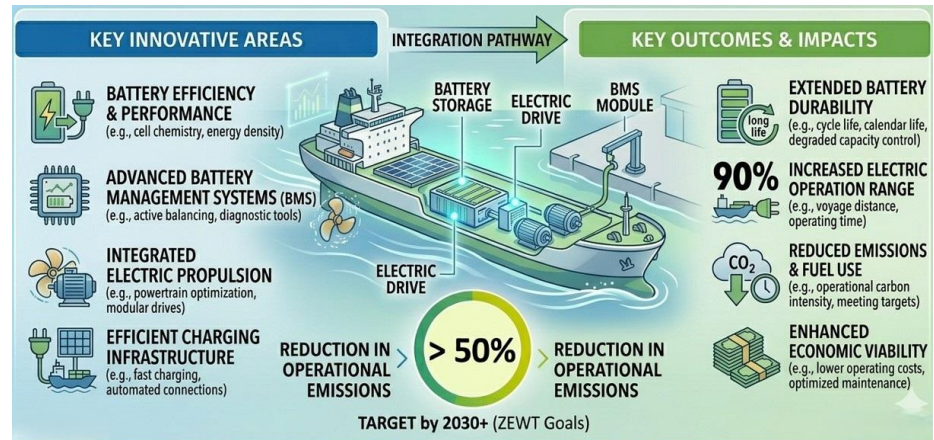 KEY INNOVATIVE AREAS
INTEGRATION PATHWAY
KEY OUTCOMES & IMPACTS
BATTERY EFFICIENCY
& PERFORMANCE
(e.g., cell chemistry, energy density)
ADVANCED BATTERY
MANAGEMENT SYSTEMS (BMS)
(e.g., active balancing, diagnostic tools)
INTEGRATED
ELECTRIC PROPULSION
(e.g., powertrain optimization,
modular drives)
EFFICIENT CHARGING
INFRASTRUCTURE
(e.g., fast charging,
automated connections)
BATTERY
STORAGE
ELECTRIC
DRIVE
BMS
MODULE
ELECTRIC
DRIVE
REDUCTION IN
OPERATIONAL
EMISSIONS
> 50%
REDUCTION IN
OPERATIONAL
EMISSIONS
TARGET by 2030+ (ZEWT Goals)
long
life
EXTENDED BATTERY
DURABILITY
(e.g., cycle life, calendar life,
degraded capacity control)
90%
INCREASED ELECTRIC
OPERATION RANGE
(e.g., voyage distance,
operating time)
CO₂
REDUCED EMISSIONS
& FUEL USE
(e.g., operational carbon
intensity, meeting targets)
ENHANCED
ECONOMIC VIABILITY
(e.g., lower operating costs,
optimized maintenance)